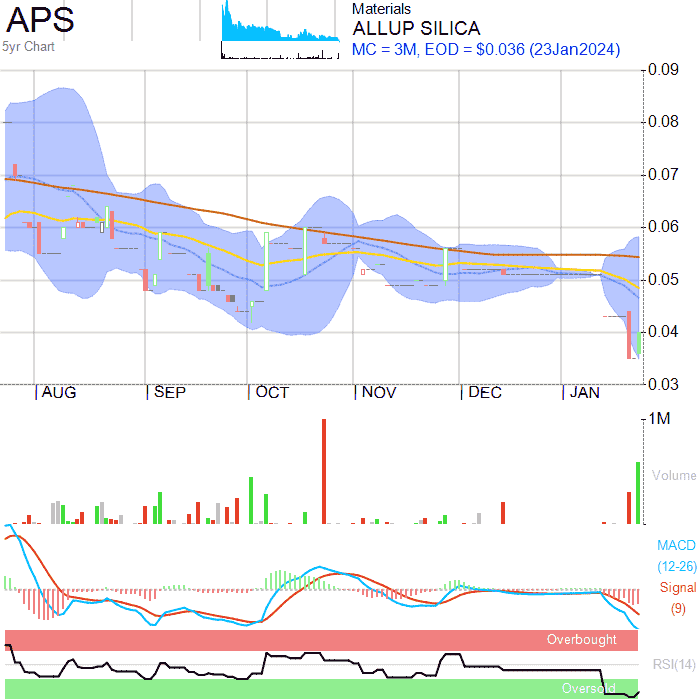 APS
5yr Chart
Materials
ALLUP SILICA
MC = 3M, EOD = $0.036 (23Jan2024)
0.09
0.08
0.07
0.06
0.05
0.04
0.03
AUG SEP OCT NOV DEC JAN
1M
Volume
MACD
(12-26)
Signal
(9)
Overbought
RSI(14)
Oversold